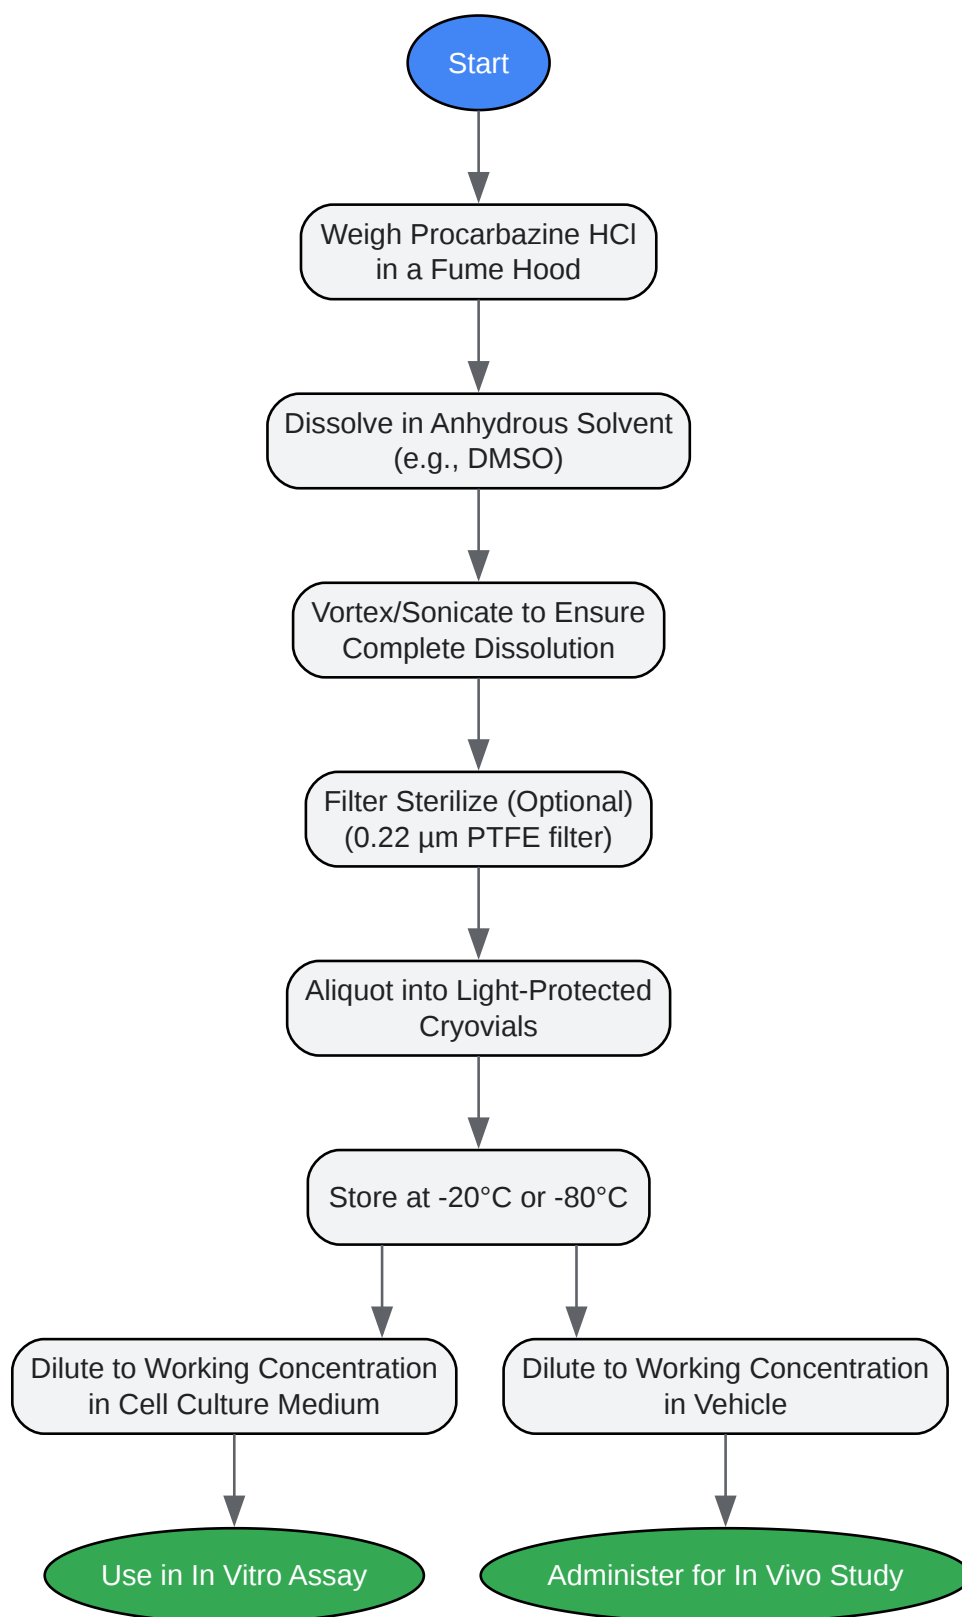 Start
Weigh Procarbazine HCl
in a Fume Hood
Dissolve in Anhydrous Solvent
(e.g., DMSO)
Vortex/Sonicate to Ensure
Complete Dissolution
Filter Sterilize (Optional)
(0.22 µm PTFE filter)
Aliquot into Light-Protected
Cryovials
Store at -20°C or -80°C
Dilute to Working Concentration
in Cell Culture Medium
Dilute to Working Concentration
in Vehicle
Use in In Vitro Assay
Administer for In Vivo Study